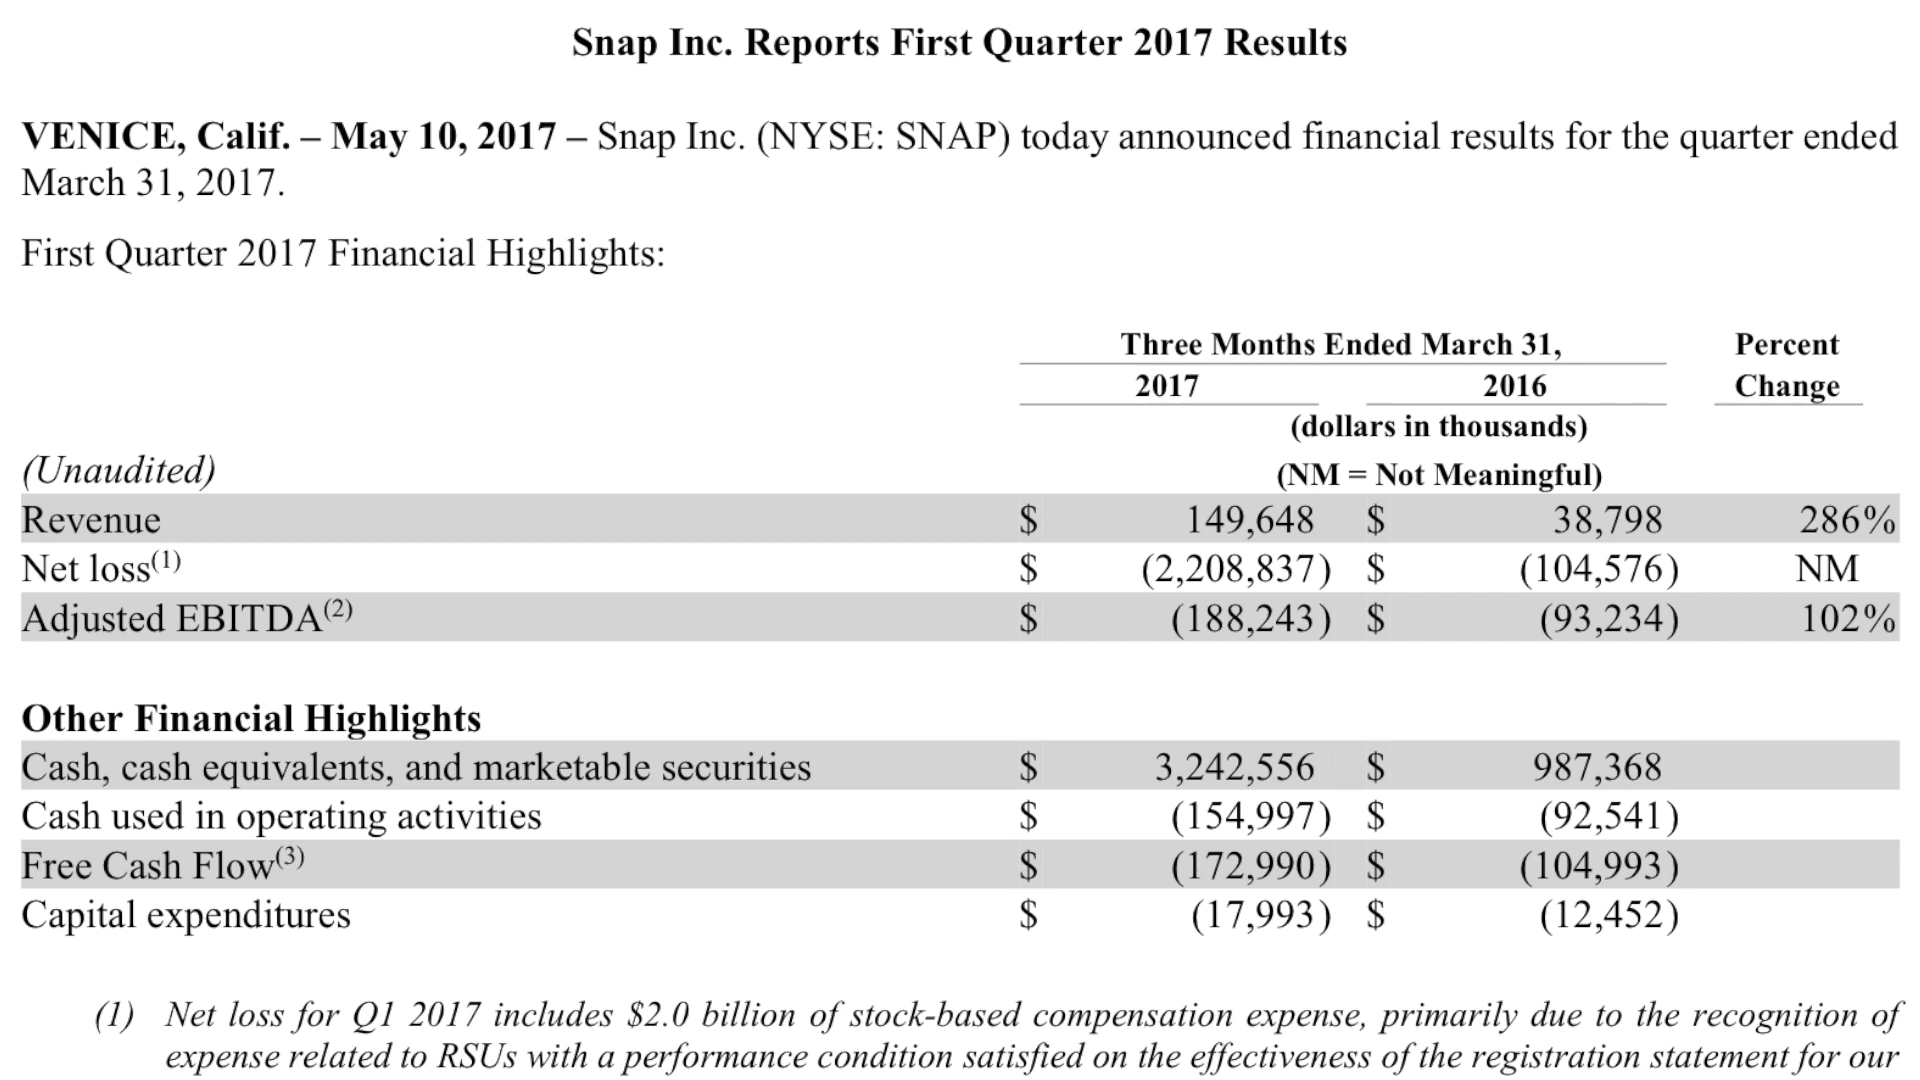 Snap Inc. Reports First Quarter 2017 Results
VENICE, Calif. – May 10, 2017 – Snap Inc. (NYSE: SNAP) today announced financial results for the quarter ended
March 31, 2017.
First Quarter 2017 Financial Highlights:
Three Months Ended March 31, Percent
2017 2016 Change
(dollars in thousands)
(Unaudited) (NM = Not Meaningful)
Revenue $ 149,648 $ 38,798 286%
Net loss(1) $ (2,208,837) $ (104,576) NM
Adjusted EBITDA(2) $ (188,243) $ (93,234) 102%
Other Financial Highlights
Cash, cash equivalents, and marketable securities $ 3,242,556 $ 987,368
Cash used in operating activities $ (154,997) $ (92,541)
Free Cash Flow(3) $ (172,990) $ (104,993)
Capital expenditures $ (17,993) $ (12,452)
(1) Net loss for Q1 2017 includes $2.0 billion of stock-based compensation expense, primarily due to the recognition of
expense related to RSUs with a performance condition satisfied on the effectiveness of the registration statement for our